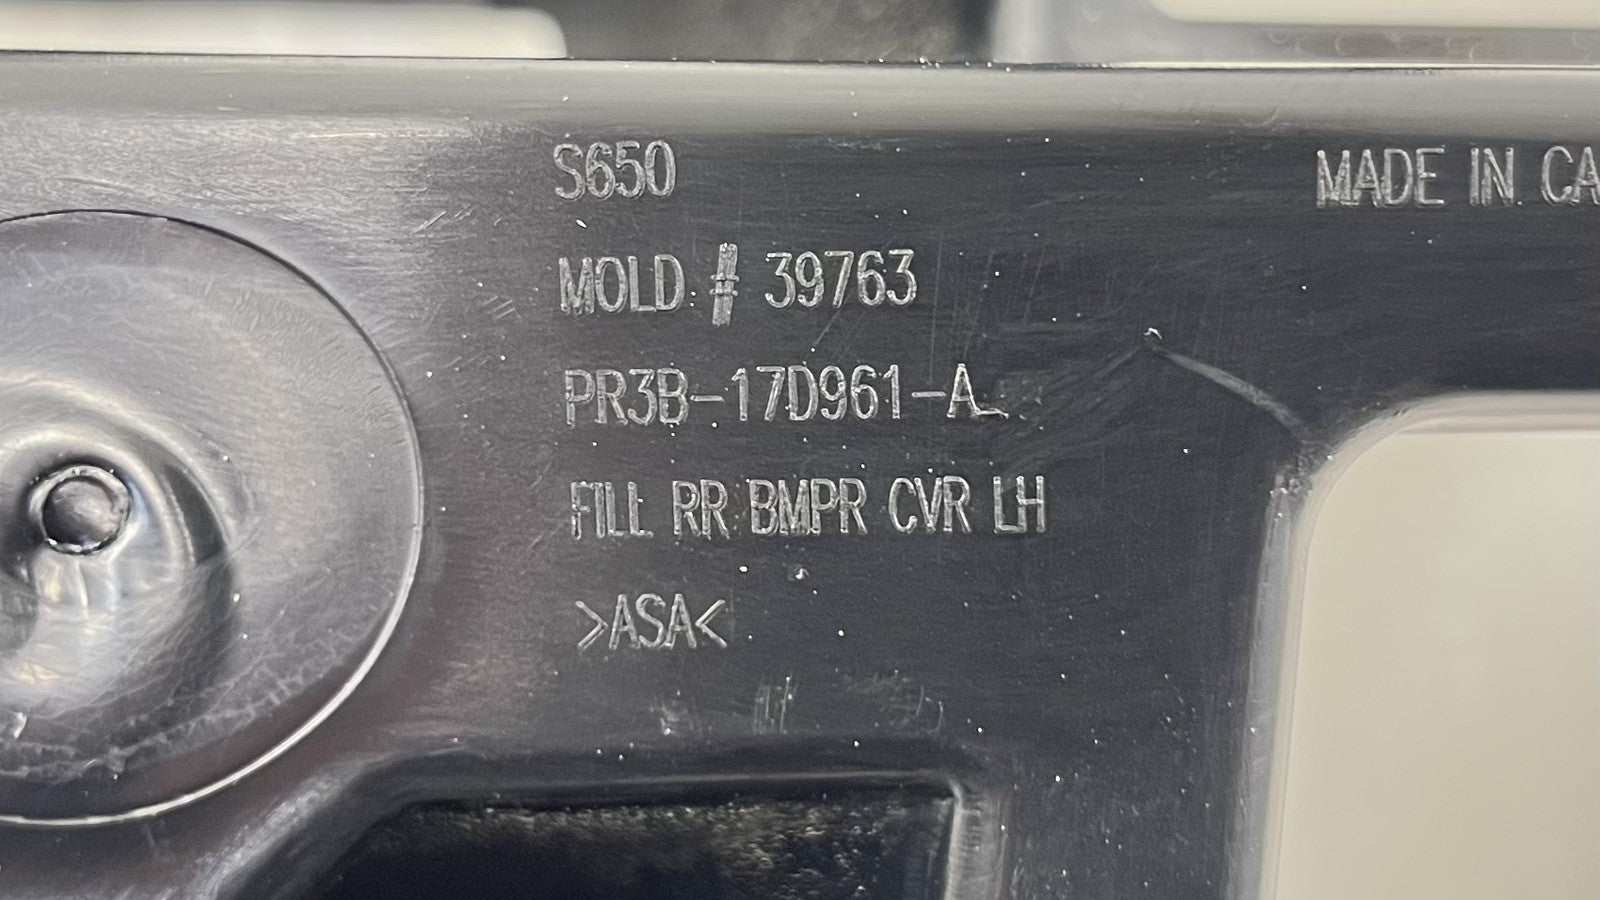 S650
MADE IN CA
MOLD # 39763
PR3B-17D961-A
FILL RR BMPR CVR LH
>ASA<